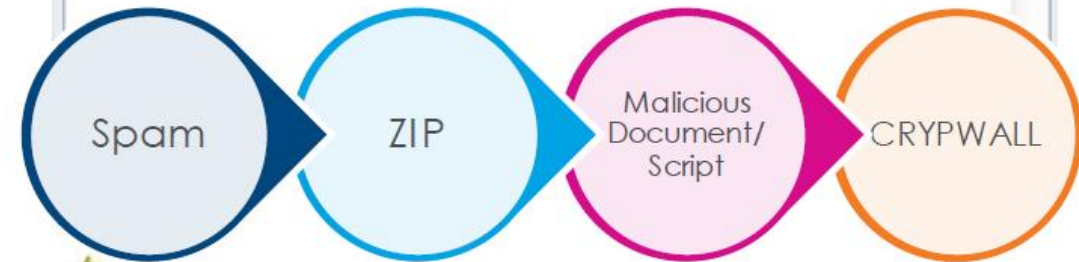 Spam
ZIP
Malicious
Document/
Script
CRYPWALL